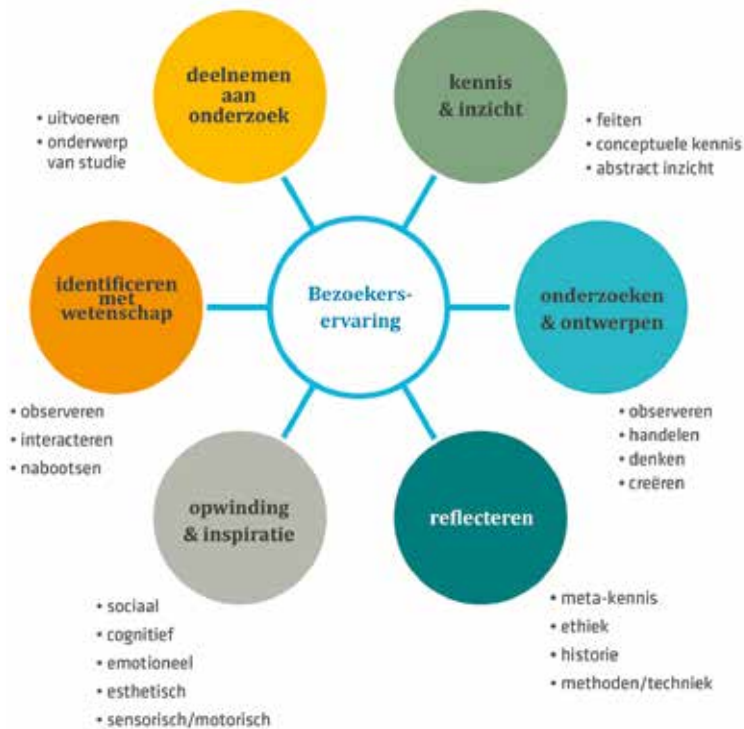 deelnemen
aan
onderzoek
• uitvoeren
• onderwerp
van studie
kennis
& inzicht
• feiten
• conceptuele kennis
• abstract inzicht
identificeren
met
wetenschap
• observeren
• interacteren
• nabootsen
Bezoekers-
ervaring
onderzoeken
& ontwerpen
• observeren
• handelen
• denken
• creëren
opwinding
& inspiratie
• sociaal
• cognitief
• emotioneel
• esthetisch
• sensorisch/motorisch
reflecteren
• meta-kennis
• ethiek
• historie
• methoden/techniek